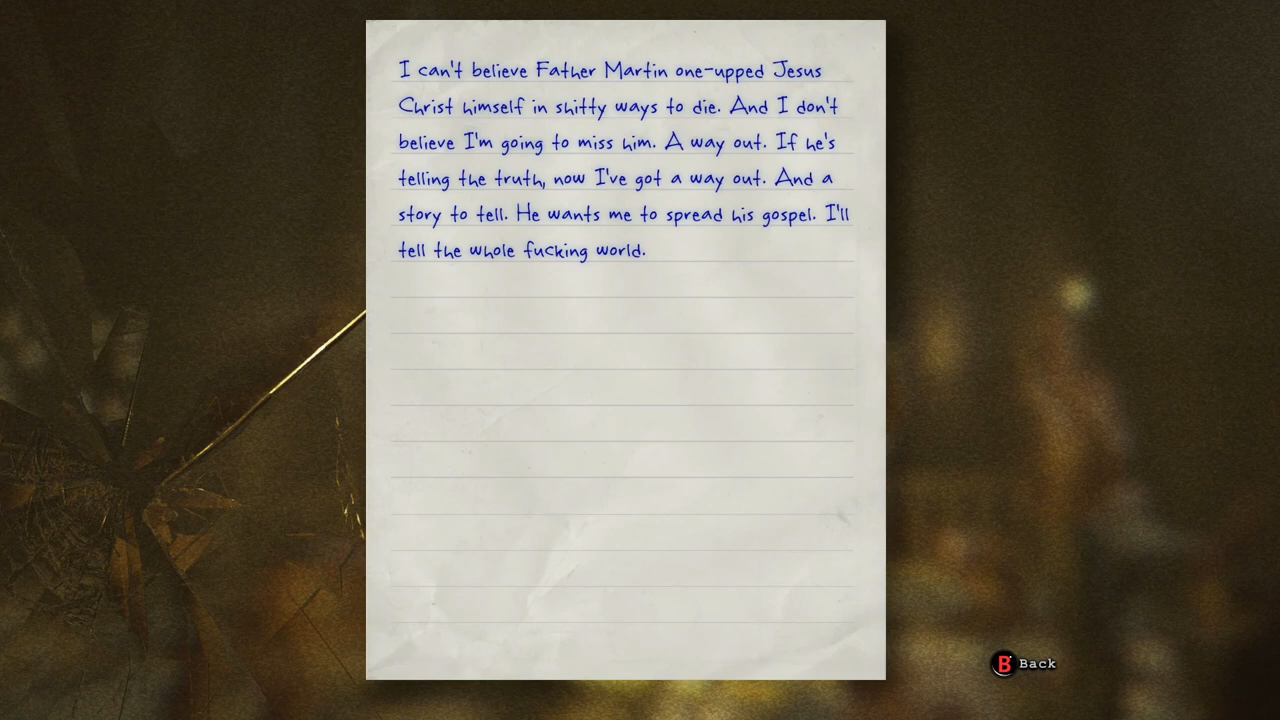 I can't believe Father Martin one-upped Jesus
Christ himself in shitty ways to die. And I don't
believe I'm going to miss him. A way out. If he's
telling the truth, now I've got a way out. And a
story to tell. He wants me to spread his gospel. I'll
tell the whole fucking world.
B Back